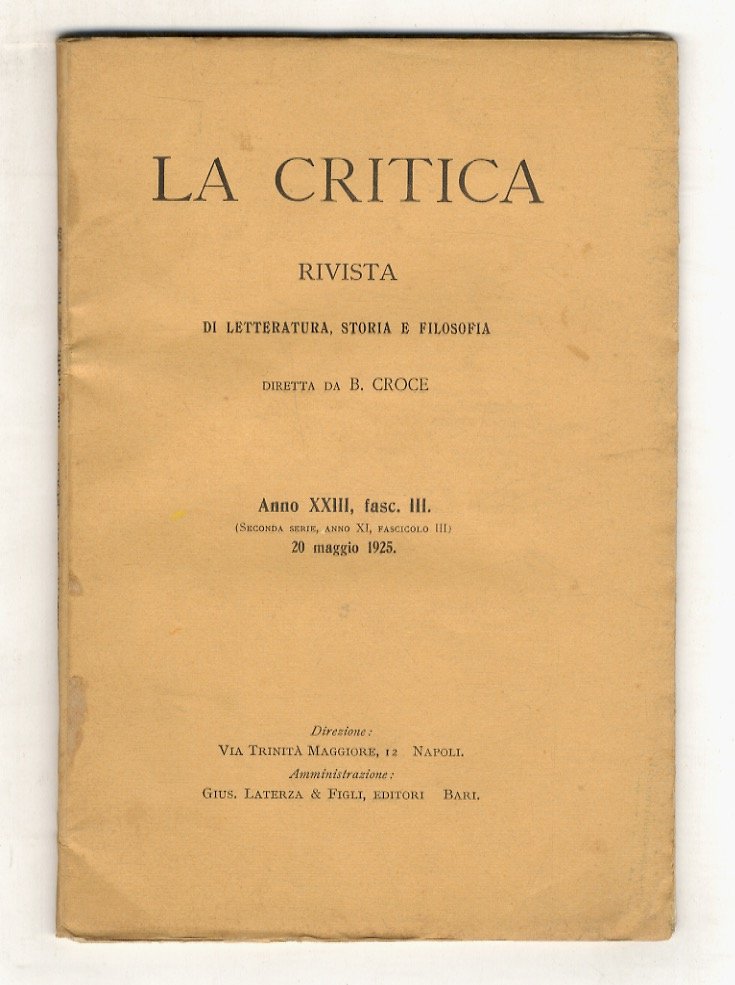 LA CRITICA
RIVISTA
DI LETTERATURA, STORIA E FILOSOFIA
DIRETTA DA B. CROCE
Anno XXIII, fasc. III.
(SECONDA SERIE, ANNO XI, FASCICOLO III)
20 maggio 1925.
Direzione:
VIA TRINITÀ MAGGIORE, 12 NAPOLI.
Amministrazione:
GIUS. LATERZA & FIGLI, EDITORI BARI.